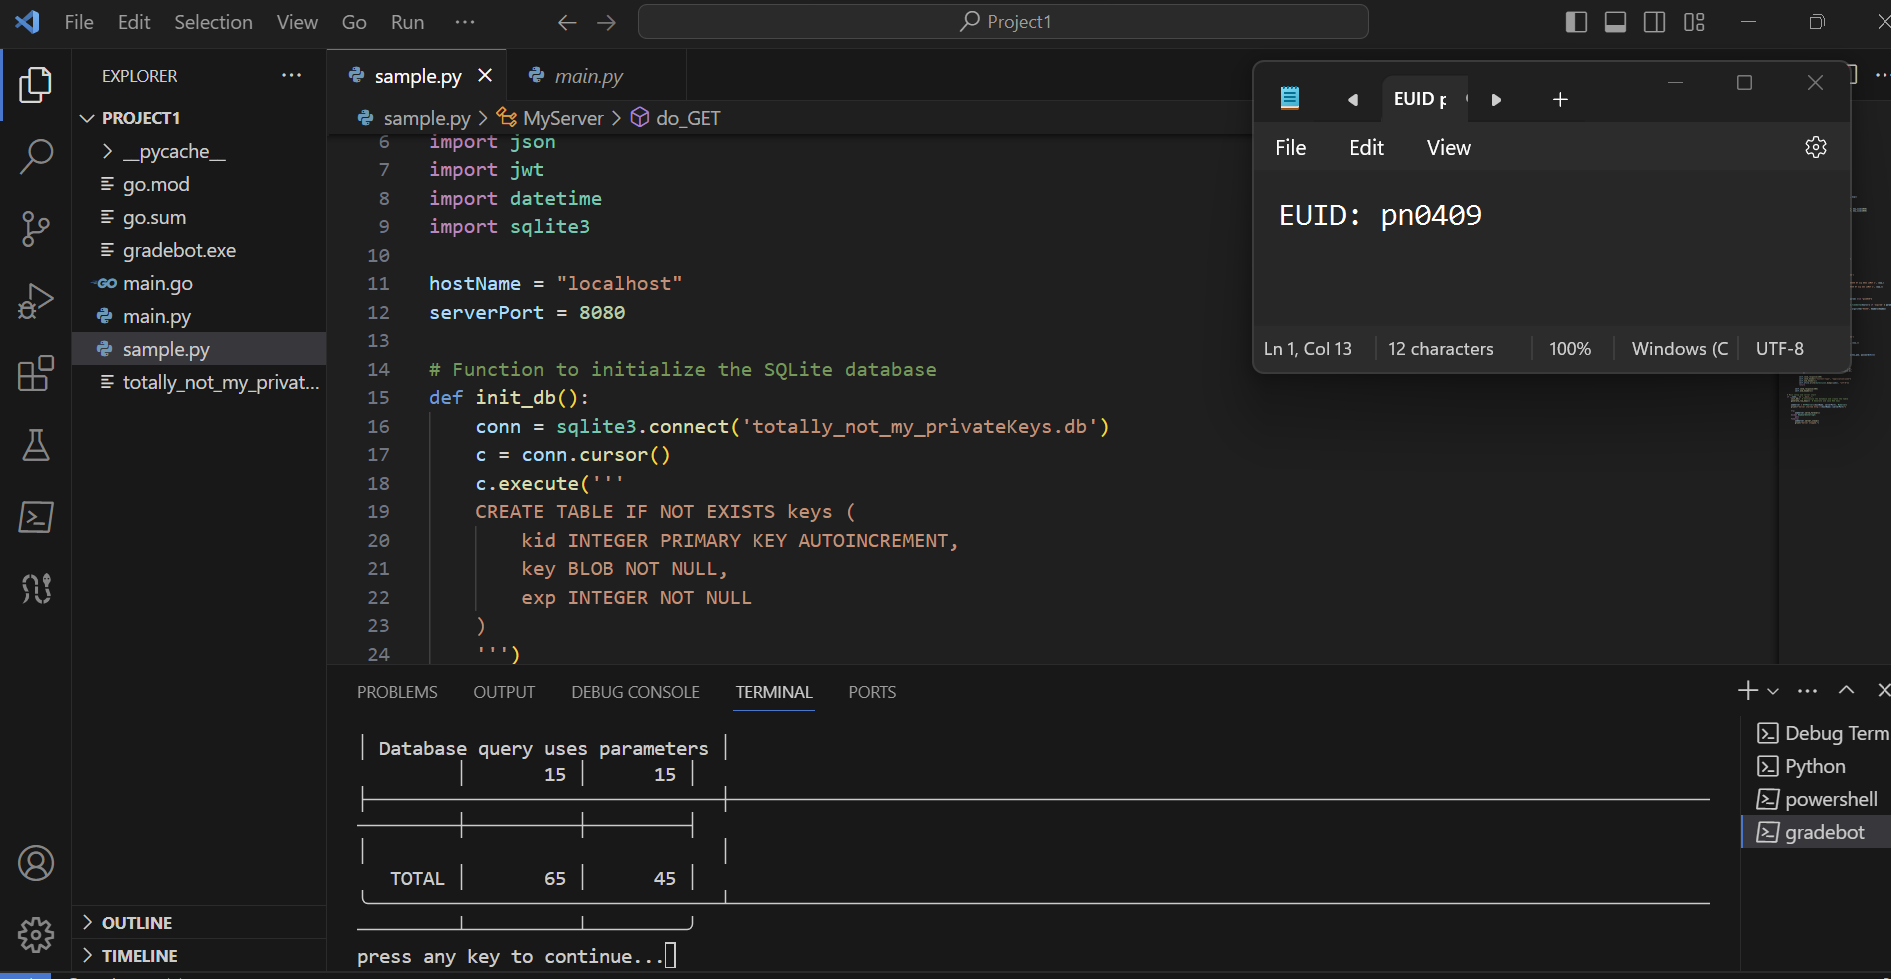 File Edit Selection View Go Run ···
Project1
EXPLORER ···
PROJECT1
__pycache__
go.mod
go.sum
gradebot.exe
GO main.go
main.py
sample.py
totally_not_my_privat...
OUTLINE
TIMELINE
sample.py
main.py
sample.py > MyServer > do_GET
6 import json
7 import jwt
8 import datetime
9 import sqlite3
10
11 hostName = "localhost"
12 serverPort = 8080
13
14 # Function to initialize the SQLite database
15 def init_db():
16 conn = sqlite3.connect('totally_not_my_privateKeys.db')
17 c = conn.cursor()
18 c.execute('''
19 CREATE TABLE IF NOT EXISTS keys (
20 kid INTEGER PRIMARY KEY AUTOINCREMENT,
21 key BLOB NOT NULL,
22 exp INTEGER NOT NULL
23 )
24 ''')
EUID p
File Edit View
EUID: pn0409
Ln 1, Col 13 12 characters 100% Windows (C UTF-8
PROBLEMS OUTPUT DEBUG CONSOLE TERMINAL PORTS
Database query uses parameters
15 15
TOTAL 65 45
press any key to continue...
Debug Term
Python
powershell
gradebot